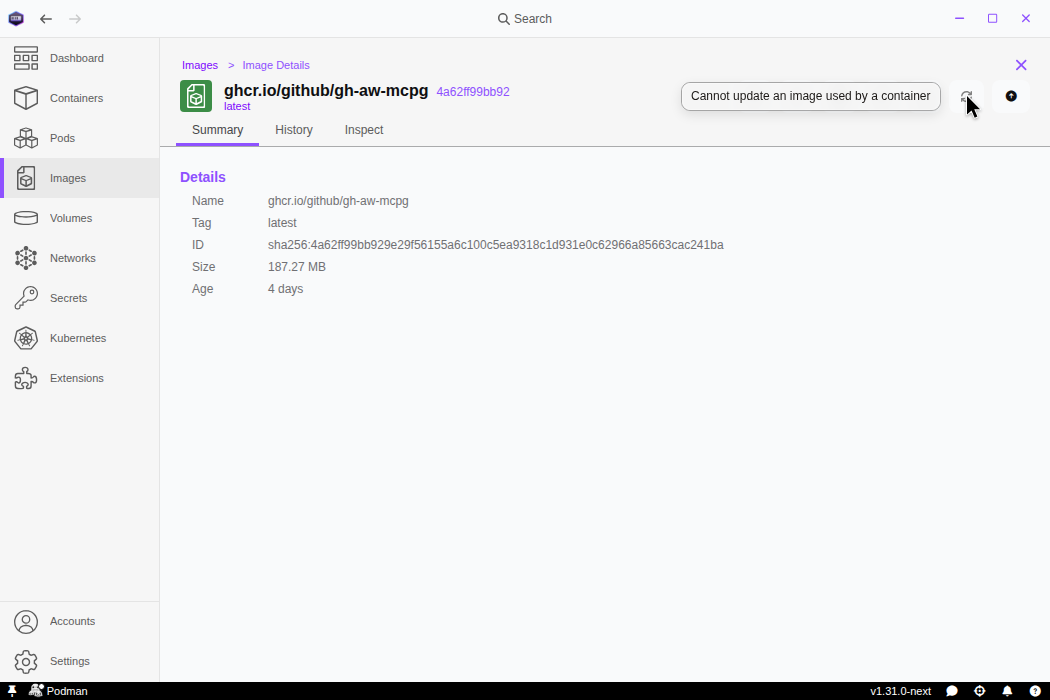 Search
Dashboard
Containers
Pods
Images
Volumes
Networks
Secrets
Kubernetes
Extensions
Accounts
Settings
Images > Image Details
ghcr.io/github/gh-aw-mcpg 4a62ff99bb92
latest
Cannot update an image used by a container
Summary History Inspect
Details
Name ghcr.io/github/gh-aw-mcpg
Tag latest
ID sha256:4a62ff99bb929e29f56155a6c100c5ea9318c1d931e0c62966a85663cac241ba
Size 187.27 MB
Age 4 days
Podman
v1.31.0-next